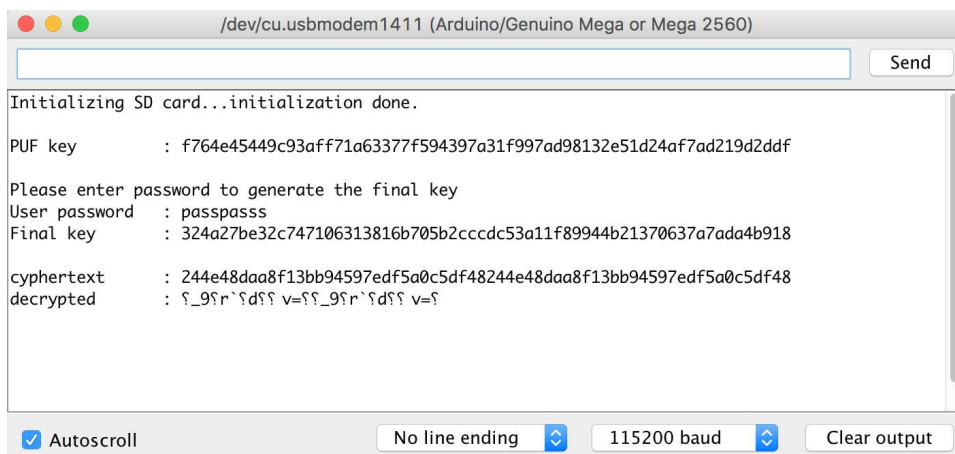 /dev/cu.usbmodem1411 (Arduino/Genuino Mega or Mega 2560)
Send
Initializing SD card...initialization done.
PUF key : f764e45449c93aff71a63377f594397a31f997ad98132e51d24af7ad219d2ddf
Please enter password to generate the final key
User password : passpasss
Final key : 324a27be32c747106313816b705b2cccdc53a11f89944b21370637a7ada4b918
cyphertext : 244e48daa8f13bb94597edf5a0c5df48244e48daa8f13bb94597edf5a0c5df48
decrypted : ⸮_9⸮r`⸮d⸮⸮ v=⸮⸮_9⸮r`⸮d⸮⸮ v=⸮
Autoscroll
No line ending
115200 baud
Clear output